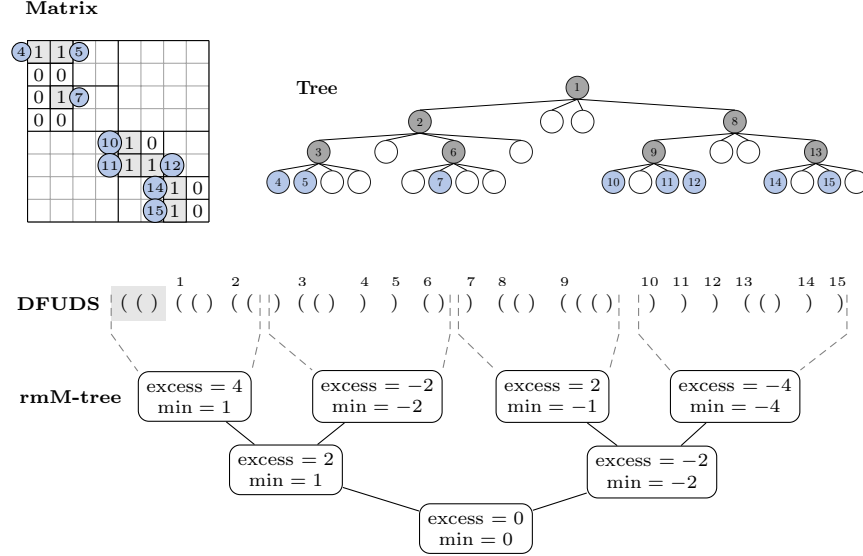 Matrix
4 1 1 5
0 0
0 1 7
0 0
10 1 0
11 1 1 12
14 1 0
15 1 0
Tree
1
2 8
3 6 9 13
4 5 7 10 11 12 14 15
1 2 3 4 5 6 7 8 9 10 11 12 13 14 15
DFUDS ( ( ) ( ( ) ( ( ) ( ( ) ) ) ( ) ) ( ( ) ( ( ( ) ) ) ) ( ( ) ) )
rmM-tree
excess = 4
min = 1
excess = −2
min = −2
excess = 2
min = −1
excess = −4
min = −4
excess = 2
min = 1
excess = −2
min = −2
excess = 0
min = 0